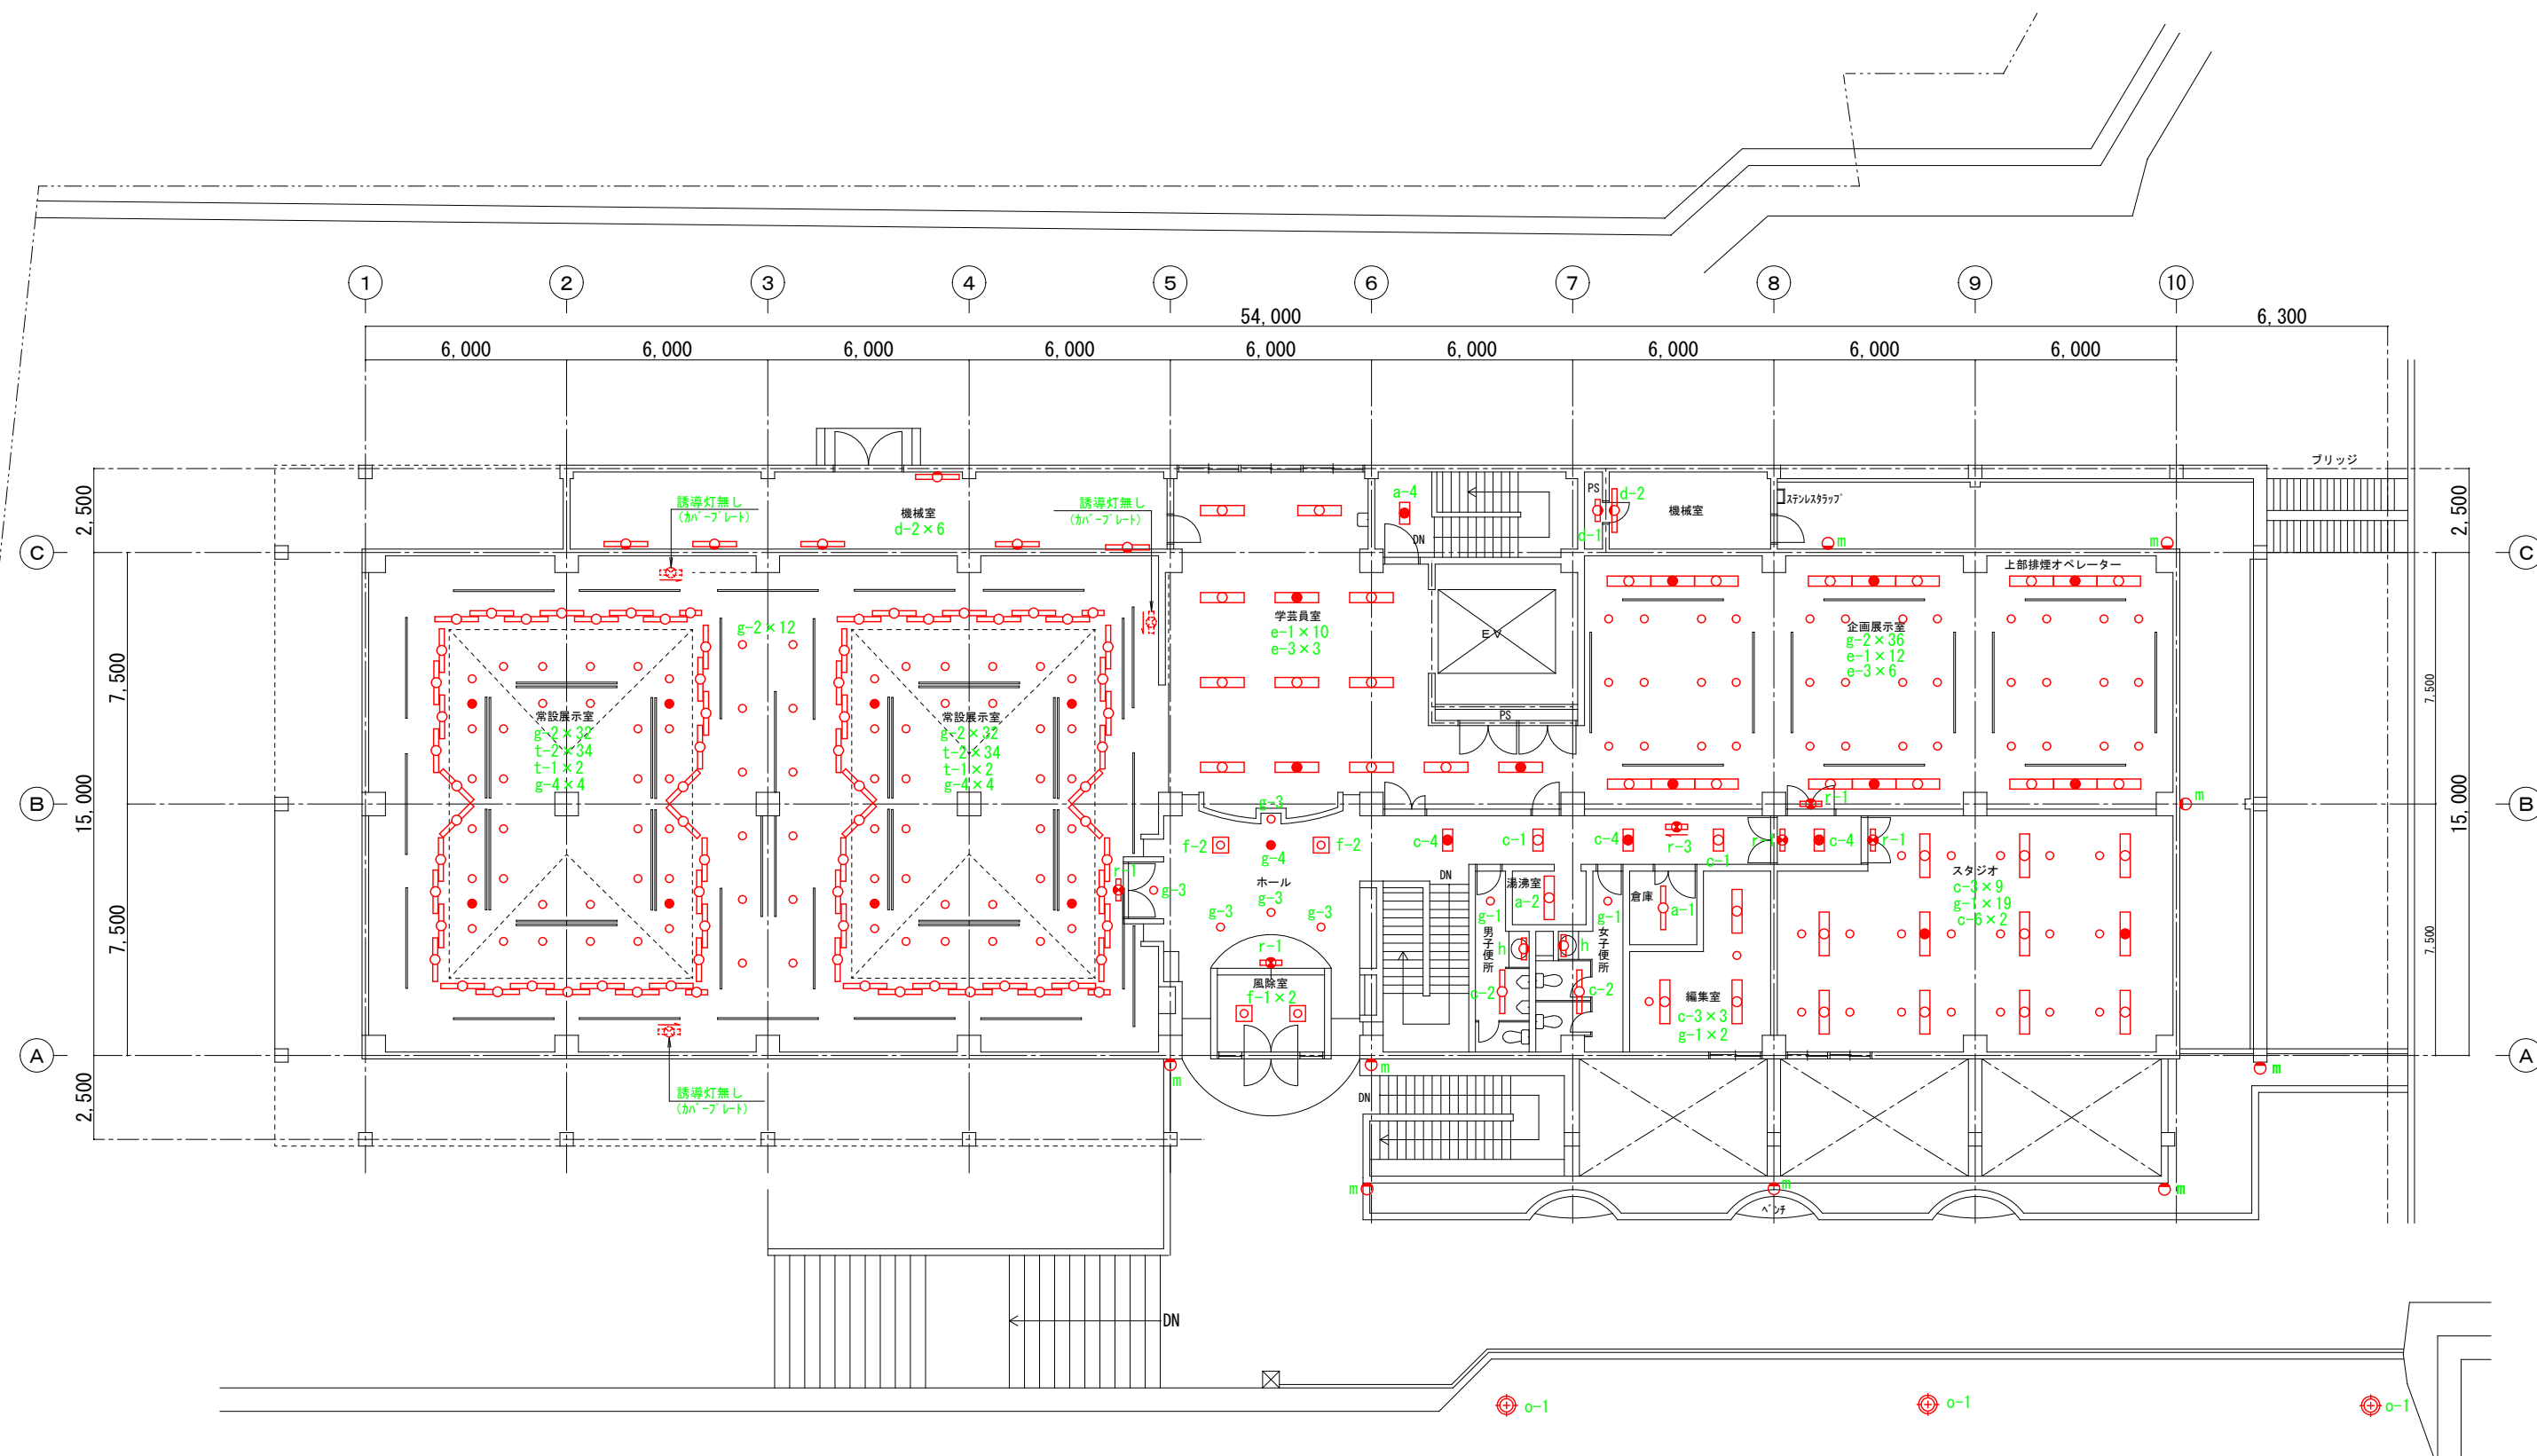 1 2 3 4 5 6 7 8 9 10
54,000
6,300
6,000 6,000 6,000 6,000 6,000 6,000 6,000 6,000 6,000
ブリッジ
2,500
誘導灯無し
(カバープレート)
機械室
d-2×6
誘導灯無し
(カバープレート)
a-4
DN
PS
d-2
d-1
機械室
ステンレスタラップ
m
m
2,500
C
C
上部排煙オペレーター
7,500
15,000
g-2×12
学芸員室
e-1×10
e-3×3
EV
PS
企画展示室
g-2×36
e-1×12
e-3×6
7,500
15,000
常設展示室
g-2×32
t-2×34
t-1×2
g-4×4
常設展示室
g-2×32
t-2×34
t-1×2
g-4×4
B
B
g-3
r-1
m
f-2
g-4
f-2
c-4
c-1
c-4
r-3
c-1
r-1
c-4
r-1
7,500
r-1
g-3
ホール
g-3
g-3
g-3
r-1
DN
湯沸室
a-2
g-1
男子便所
h
h
g-1
女子便所
倉庫
a-1
スタジオ
c-3×9
g-1×19
c-6×2
7,500
風除室
f-1×2
c-2
c-2
編集室
c-3×3
g-1×2
A
A
2,500
誘導灯無し
(カバープレート)
m
m
m
DN
m
m
m
ベンチ
DN
o-1
o-1
o-1